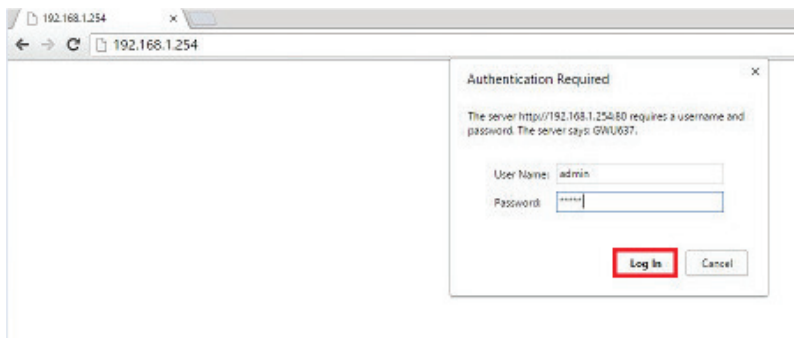 192.168.1.254
192.168.1.254
Authentication Required
The server http://192.168.1.254:80 requires a username and
password. The server says: GWU637.
User Name: admin
Password: *****
Log In
Cancel